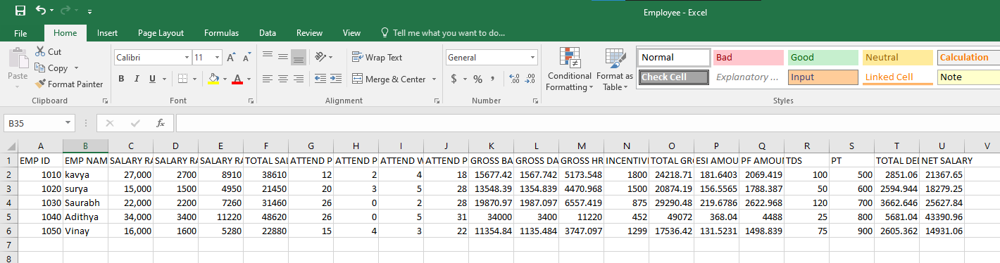 Employee - Excel
File Home Insert Page Layout Formulas Data Review View Tell me what you want to do...
Paste Cut Copy Format Painter Clipboard
Calibri 11 A A B I U A Font
Wrap Text Merge & Center Alignment
General $ % , .00 .0 Number
Conditional Formatting Format as Table
Normal Bad Good Neutral Calculation
Check Cell Explanatory ... Input Linked Cell Note
Styles
B35 fx
A B C D E F G H I J K L M N O P Q R S T U V
1 EMP ID EMP NAM SALARY RA SALARY RA SALARY RA TOTAL SAL ATTEND P ATTEND P ATTEND W ATTEND P GROSS BA GROSS DA GROSS HR INCENTIV TOTAL GRO ESI AMOU PF AMOUN TDS PT TOTAL DED NET SALARY
2 1010 kavya 27,000 2700 8910 38610 12 2 4 18 15677.42 1567.742 5173.548 1800 24218.71 181.6403 2069.419 100 500 2851.06 21367.65
3 1020 surya 15,000 1500 4950 21450 20 3 5 28 13548.39 1354.839 4470.968 1500 20874.19 156.5565 1788.387 50 600 2594.944 18279.25
4 1030 Saurabh 22,000 2200 7260 31460 26 0 2 28 19870.97 1987.097 6557.419 875 29290.48 219.6786 2622.968 120 700 3662.646 25627.84
5 1040 Adithya 34,000 3400 11220 48620 26 0 5 31 34000 3400 11220 452 49072 368.04 4488 25 800 5681.04 43390.96
6 1050 Vinay 16,000 1600 5280 22880 15 4 3 22 11354.84 1135.484 3747.097 1299 17536.42 131.5231 1498.839 75 900 2605.362 14931.06
7
8